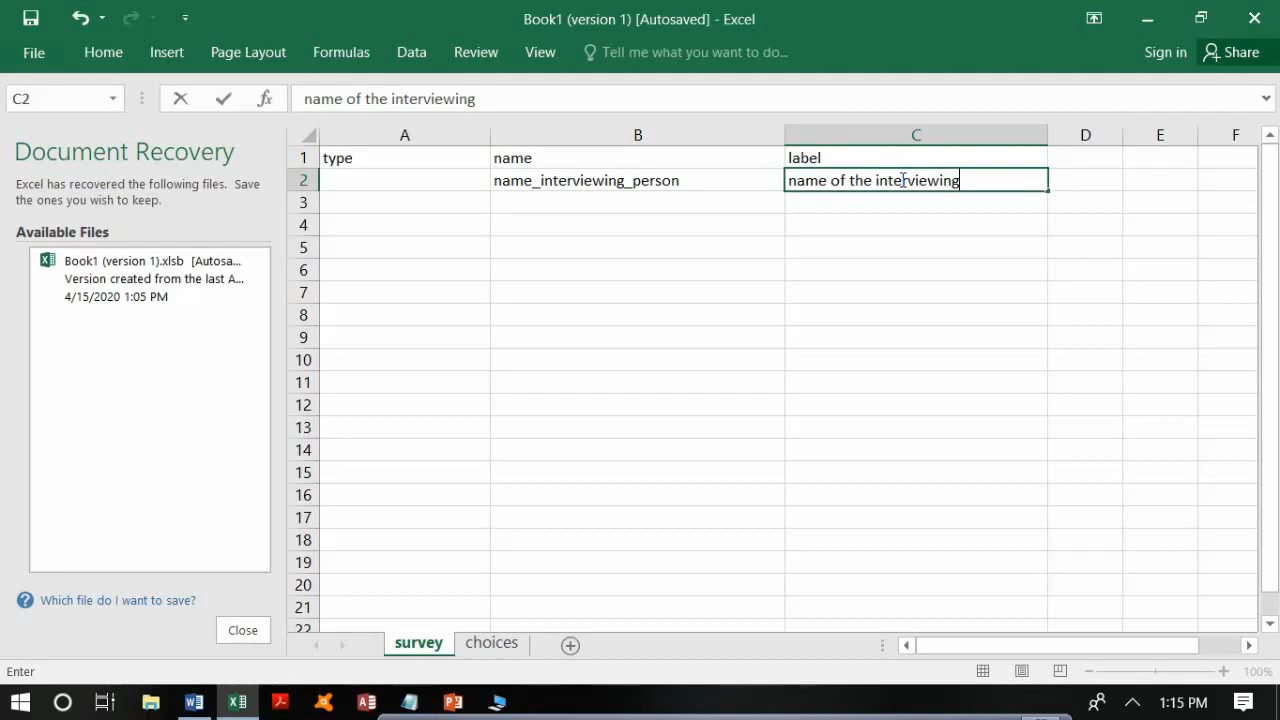 Book1 (version 1) [Autosaved] - Excel
File Home Insert Page Layout Formulas Data Review View Tell me what you want to do... Sign in Share
C2 fx name of the interviewing
Document Recovery
Excel has recovered the following files. Save
the ones you wish to keep.
Available Files
Book1 (version 1).xlsb [Autosa...
Version created from the last A...
4/15/2020 1:05 PM
Which file do I want to save?
Close
A B C D E F
1 type name label
2 name_interviewing_person name of the interviewing
3
4
5
6
7
8
9
10
11
12
13
14
15
16
17
18
19
20
21
22
survey choices
Enter 100%
1:15 PM